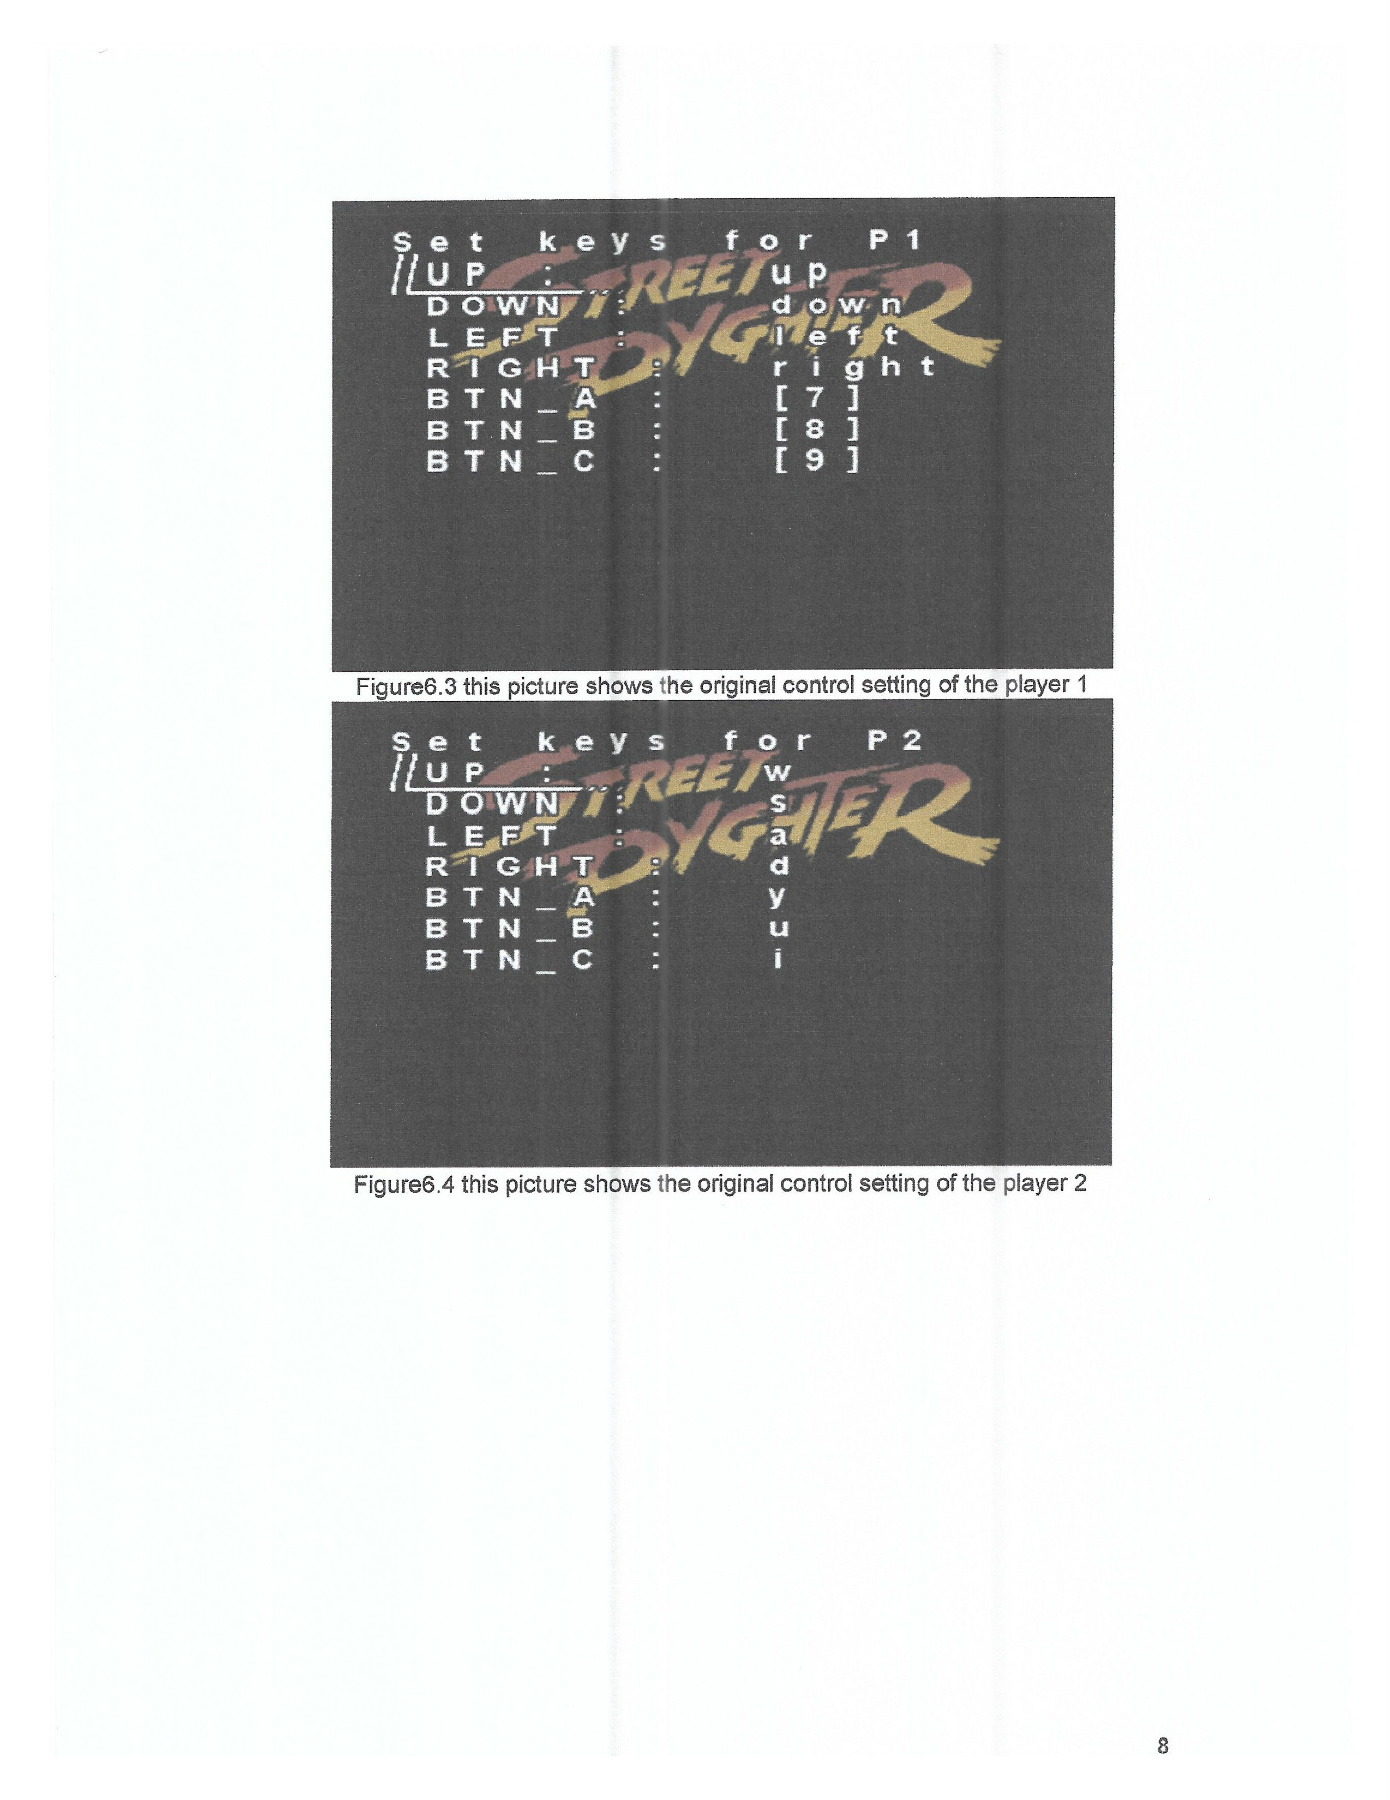 Set keys for P1
STREET DYGHTER
UP : up
DOWN : down
LEFT : left
RIGHT : right
BTN_A : [7]
BTN_B : [8]
BTN_C : [9]
Figure6.3 this picture shows the original control setting of the player 1
Set keys for P2
STREET DYGHTER
UP : w
DOWN : s
LEFT : a
RIGHT : d
BTN_A : y
BTN_B : u
BTN_C : i
Figure6.4 this picture shows the original control setting of the player 2
8